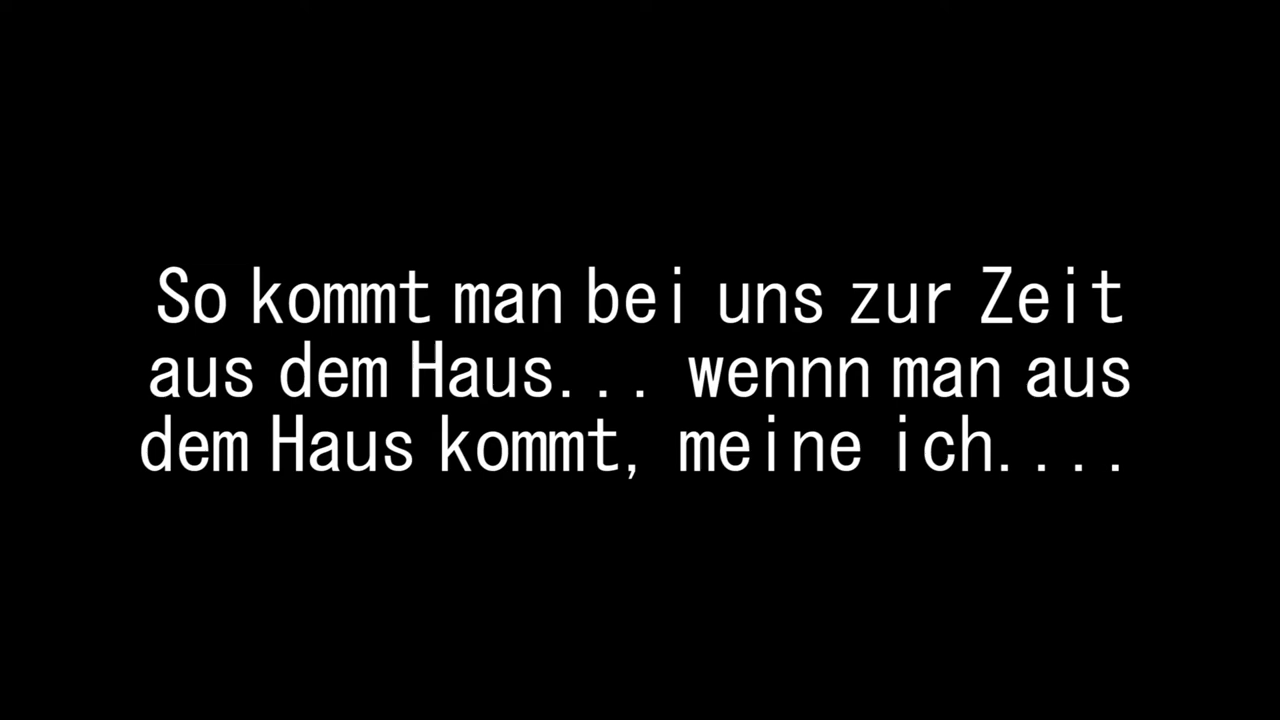 So kommt man bei uns zur Zeit
aus dem Haus... wennn man aus
dem Haus kommt, meine ich....